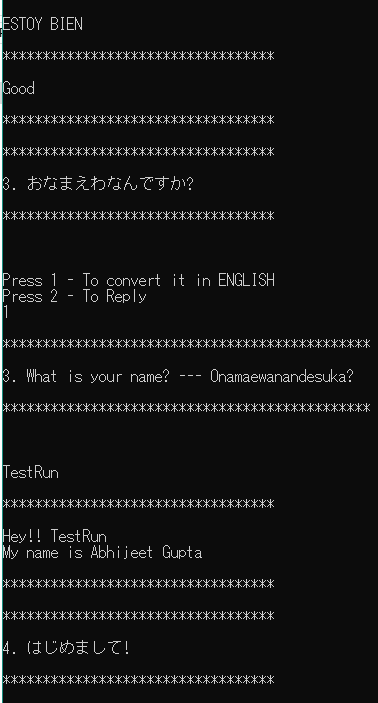 ESTOY BIEN
**********************************
Good
**********************************
**********************************
3. おなまえわなんですか?
**********************************
Press 1 - To convert it in ENGLISH
Press 2 - To Reply
1
**********************************************
3. What is your name? --- Onamaewanandesuka?
**********************************************
TestRun
**********************************
Hey!! TestRun
My name is Abhijeet Gupta
**********************************
**********************************
4. はじめまして!
**********************************